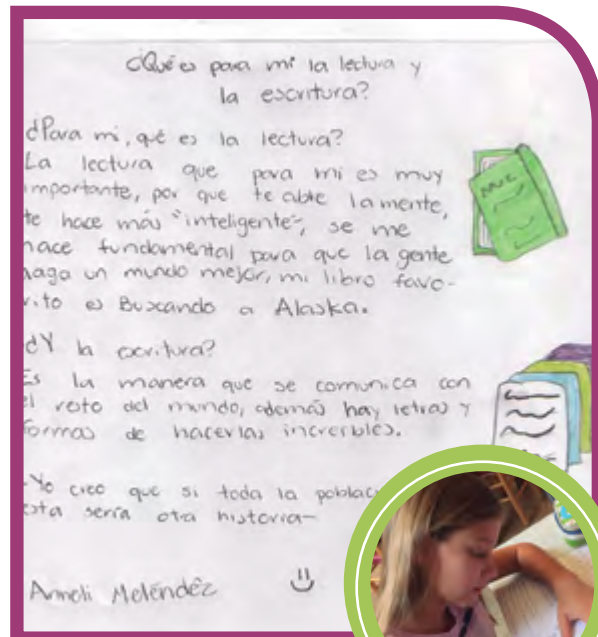 ¿Qué es para mí la lectura y
la escritura?
¿Para mi, qué es la lectura?
La lectura que para mi es muy
importante, por que te abre la mente,
te hace más "inteligente", se me
hace fundamental para que la gente
haga un mundo mejor, mi libro favo-
rito es Buscando a Alaska.
¿Y la escritura?
Es la manera que se comunica con
el resto del mundo, además hay letras y
formas de hacerlas increíbles.
-Yo creo que si toda la poblac
esta sería otra historia-
Anneli Meléndez